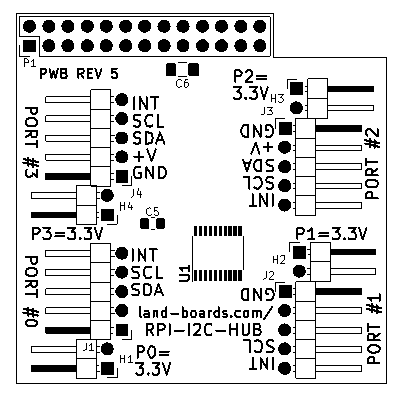 P1
PWB REV 5
C6
P2=
3.3V
H3
J3
PORT #3
INT
SCL
SDA
+V
GND
GND
+V
SDA
SCL
INT
PORT #2
J4
H4
C5
P3=3.3V
P1=3.3V
H2
J2
PORT #0
INT
SCL
SDA
U1
GND
SCL
INT
PORT #1
land-boards.com/
RPI-I2C-HUB
J1
H1
P0=
3.3V